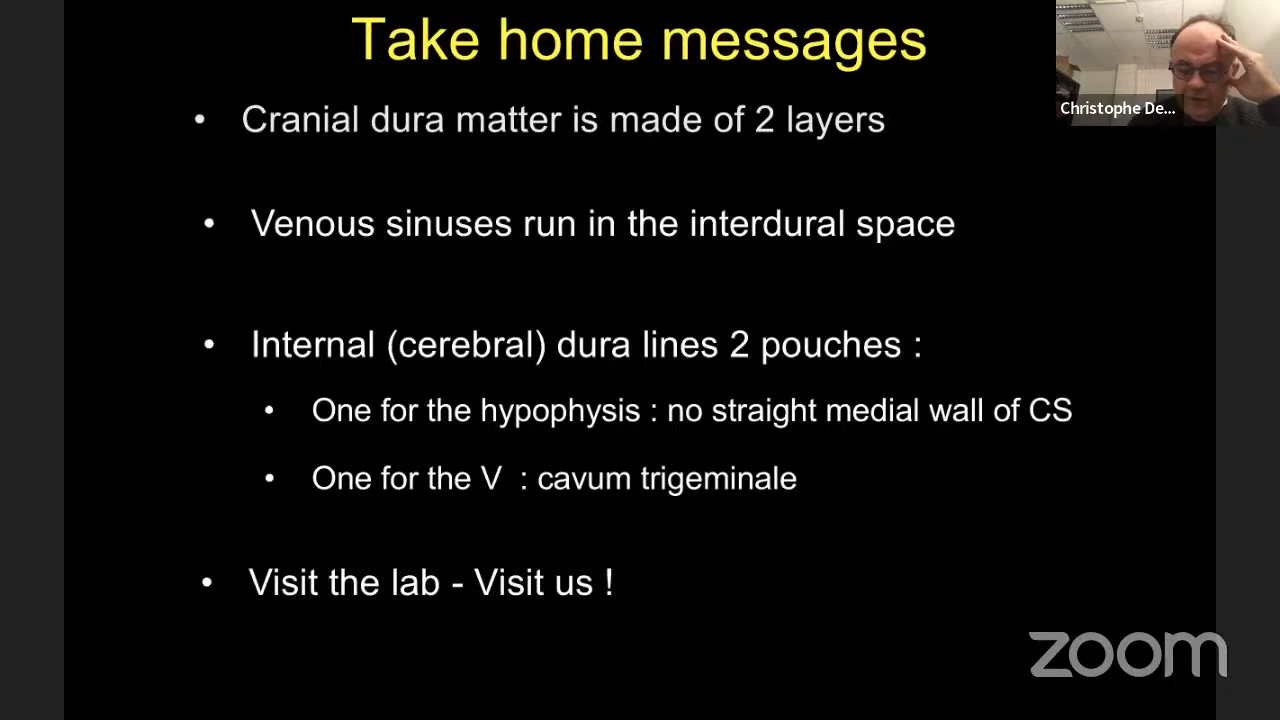 Take home messages
Christophe De...
• Cranial dura matter is made of 2 layers
• Venous sinuses run in the interdural space
• Internal (cerebral) dura lines 2 pouches :
• One for the hypophysis : no straight medial wall of CS
• One for the V : cavum trigeminale
• Visit the lab - Visit us !
zoom